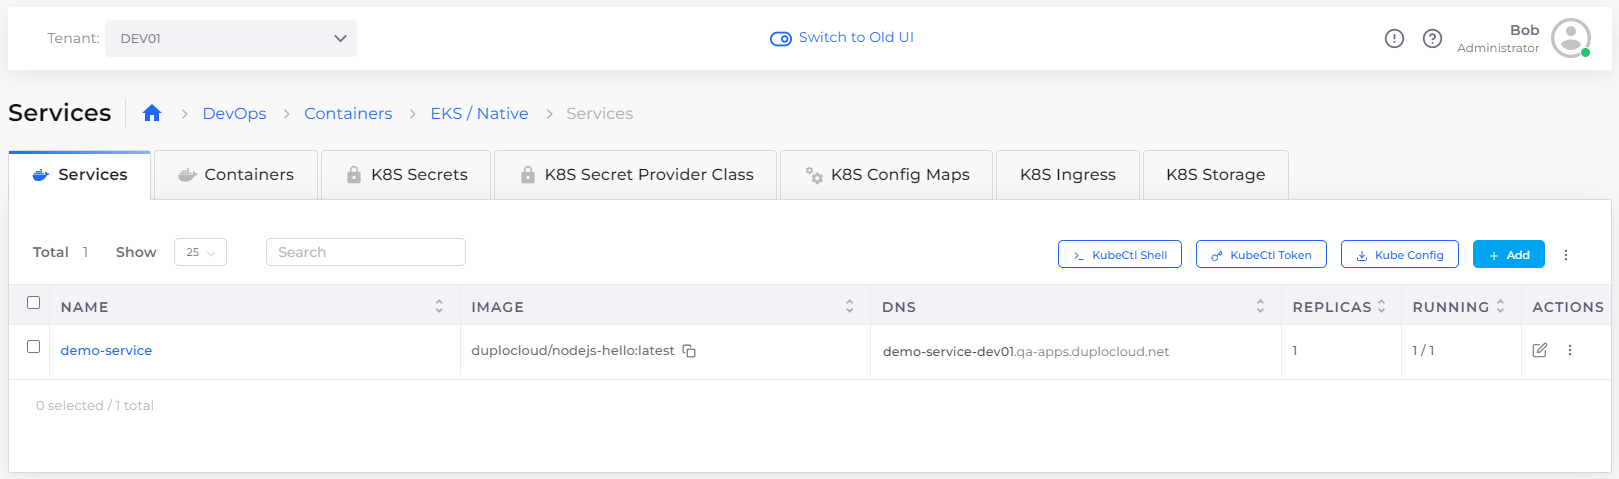 Tenant: DEV01 Switch to Old UI Bob
Administrator
Services DevOps Containers EKS / Native Services
Services Containers K8S Secrets K8S Secret Provider Class K8S Config Maps K8S Ingress K8S Storage
Total 1 Show 25 Search KubeCtl Shell KubeCtl Token Kube Config Add
NAME IMAGE DNS REPLICAS RUNNING ACTIONS
demo-service duplocloud/nodejs-hello:latest demo-service-dev01.qa-apps.duplocloud.net 1 1 / 1
0 selected / 1 total